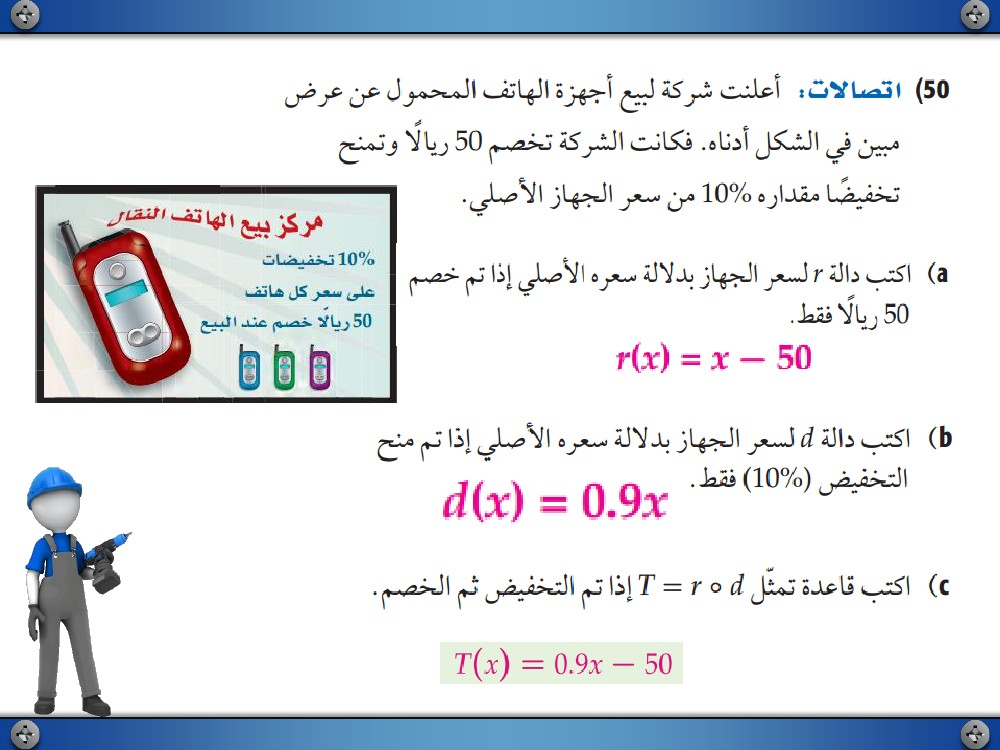 50) اتصالات: أعلنت شركة لبيع أجهزة الهاتف المحمول عن عرض
مبين في الشكل أدناه. فكانت الشركة تخصم 50 ريالًا وتمنح
تخفيضًا مقداره 10% من سعر الجهاز الأصلي.
مركز بيع الهاتف النقال
10% تخفيضات
على سعر كل هاتف
50 ريالًا خصم عند البيع
a) اكتب دالة r لسعر الجهاز بدلالة سعره الأصلي إذا تم خصم
50 ريالًا فقط.
r(x) = x − 50
b) اكتب دالة d لسعر الجهاز بدلالة سعره الأصلي إذا تم منح
التخفيض (10%) فقط.
d(x) = 0.9x
c) اكتب قاعدة تمثّل T = r ∘ d إذا تم التخفيض ثم الخصم.
T(x) = 0.9x − 50